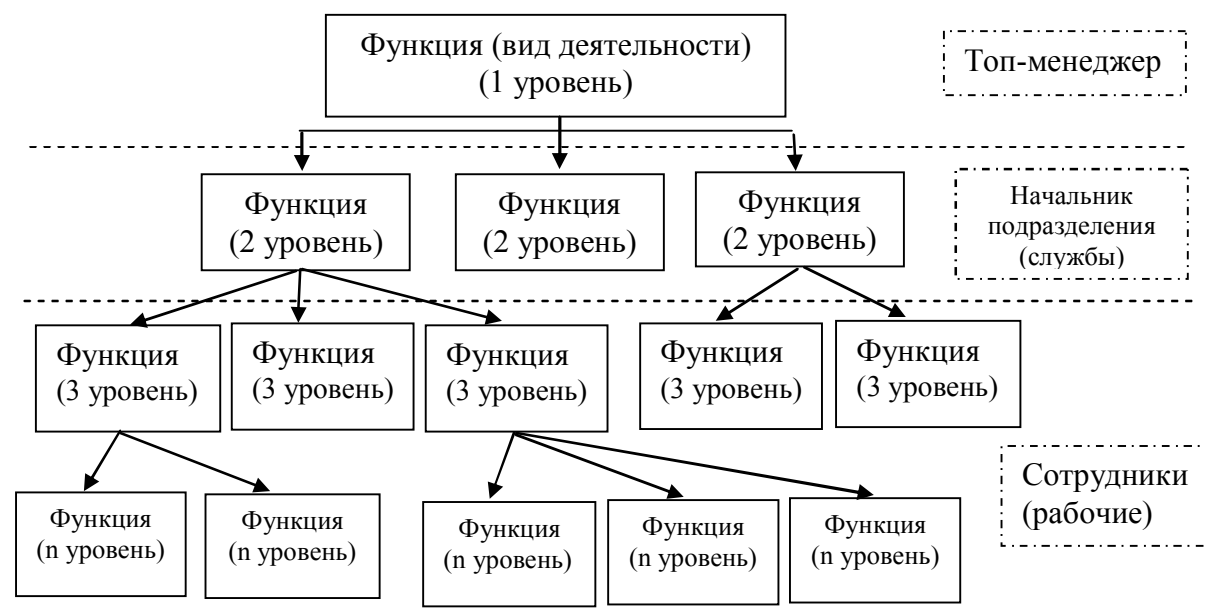 Функция (вид деятельности)
(1 уровень)
Топ-менеджер
Функция
(2 уровень)
Функция
(2 уровень)
Функция
(2 уровень)
Начальник
подразделения
(службы)
Функция
(3 уровень)
Функция
(3 уровень)
Функция
(3 уровень)
Функция
(3 уровень)
Функция
(3 уровень)
Сотрудники
(рабочие)
Функция
(n уровень)
Функция
(n уровень)
Функция
(n уровень)
Функция
(n уровень)
Функция
(n уровень)